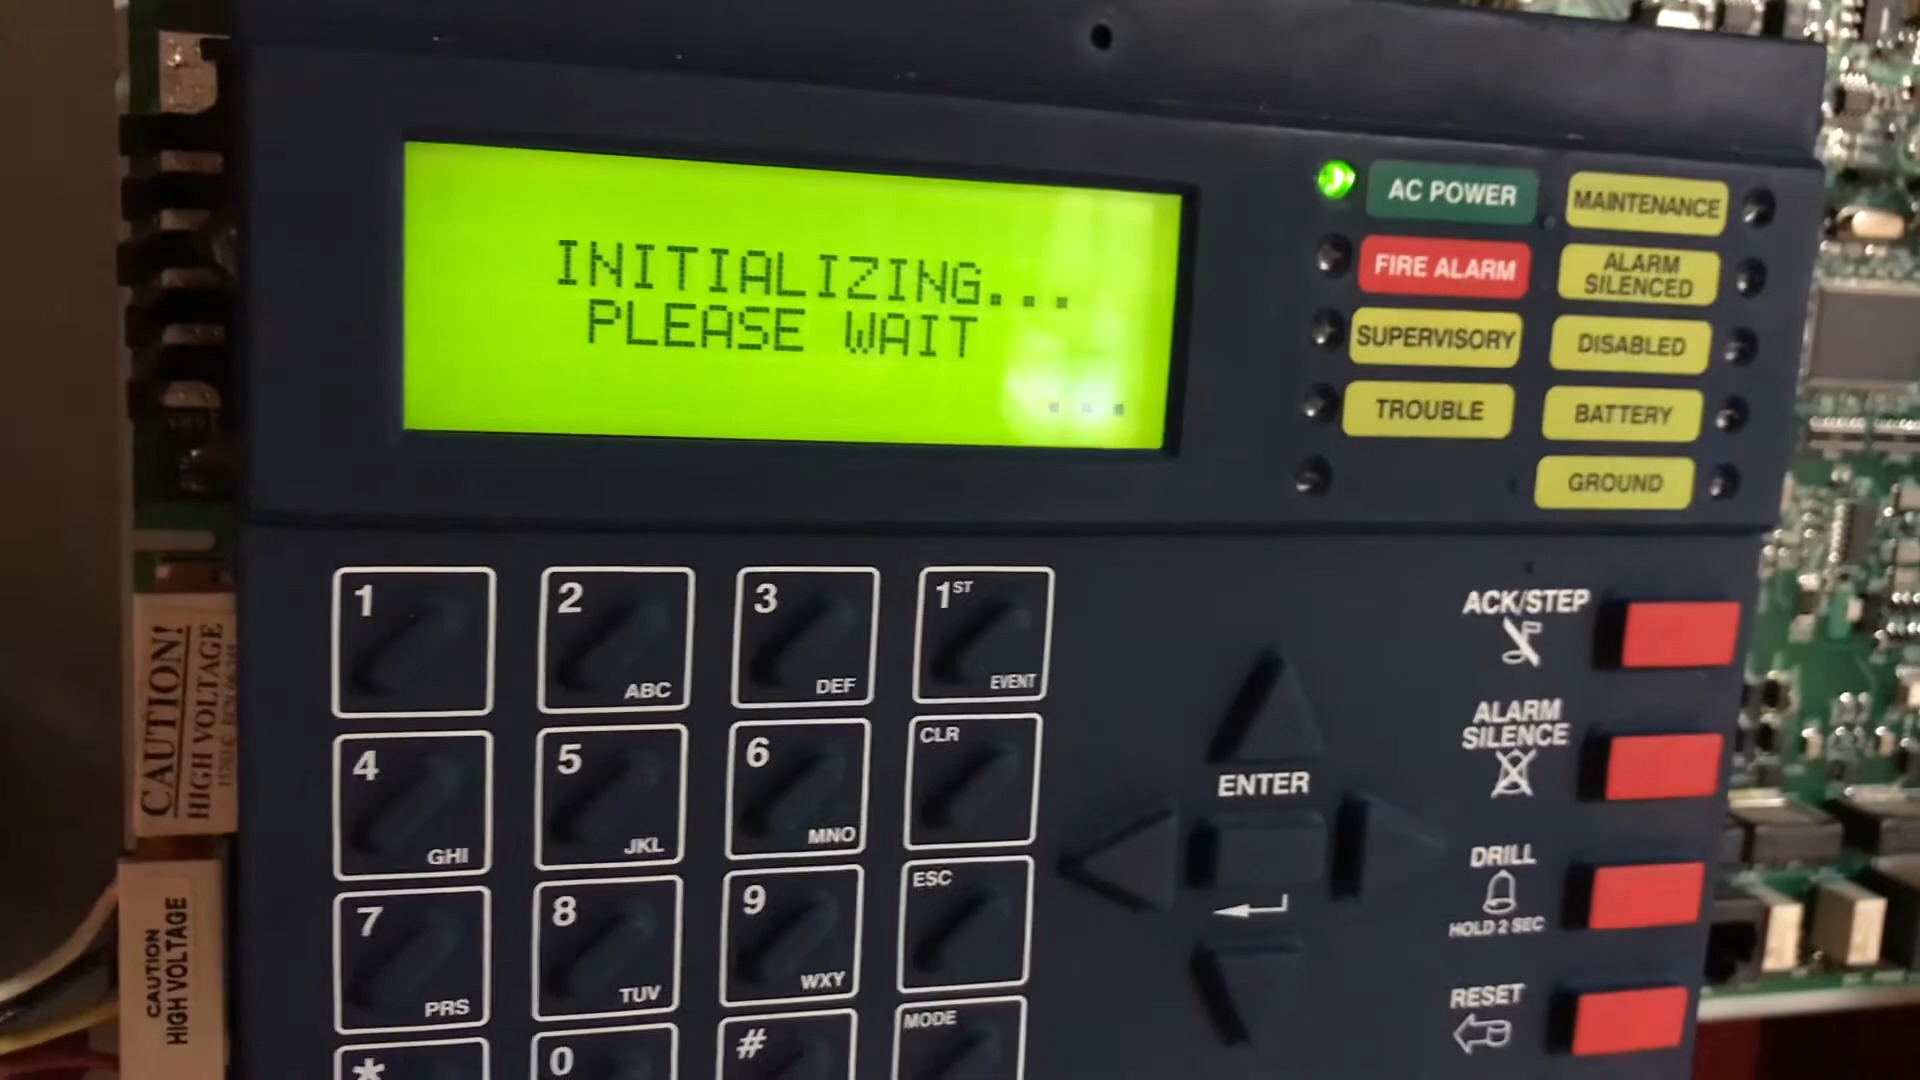 INITIALIZING...
PLEASE WAIT
...
AC POWER
FIRE ALARM
SUPERVISORY
TROUBLE
MAINTENANCE
ALARM
SILENCED
DISABLED
BATTERY
GROUND
1
2 ABC
3 DEF
1ST EVENT
4 GHI
5 JKL
6 MNO
CLR
7 PRS
8 TUV
9 WXY
ESC
*
0
#
MODE
ENTER
ACK/STEP
ALARM
SILENCE
DRILL
HOLD 2 SEC
RESET
CAUTION!
HIGH VOLTAGE
CAUTION
HIGH VOLTAGE